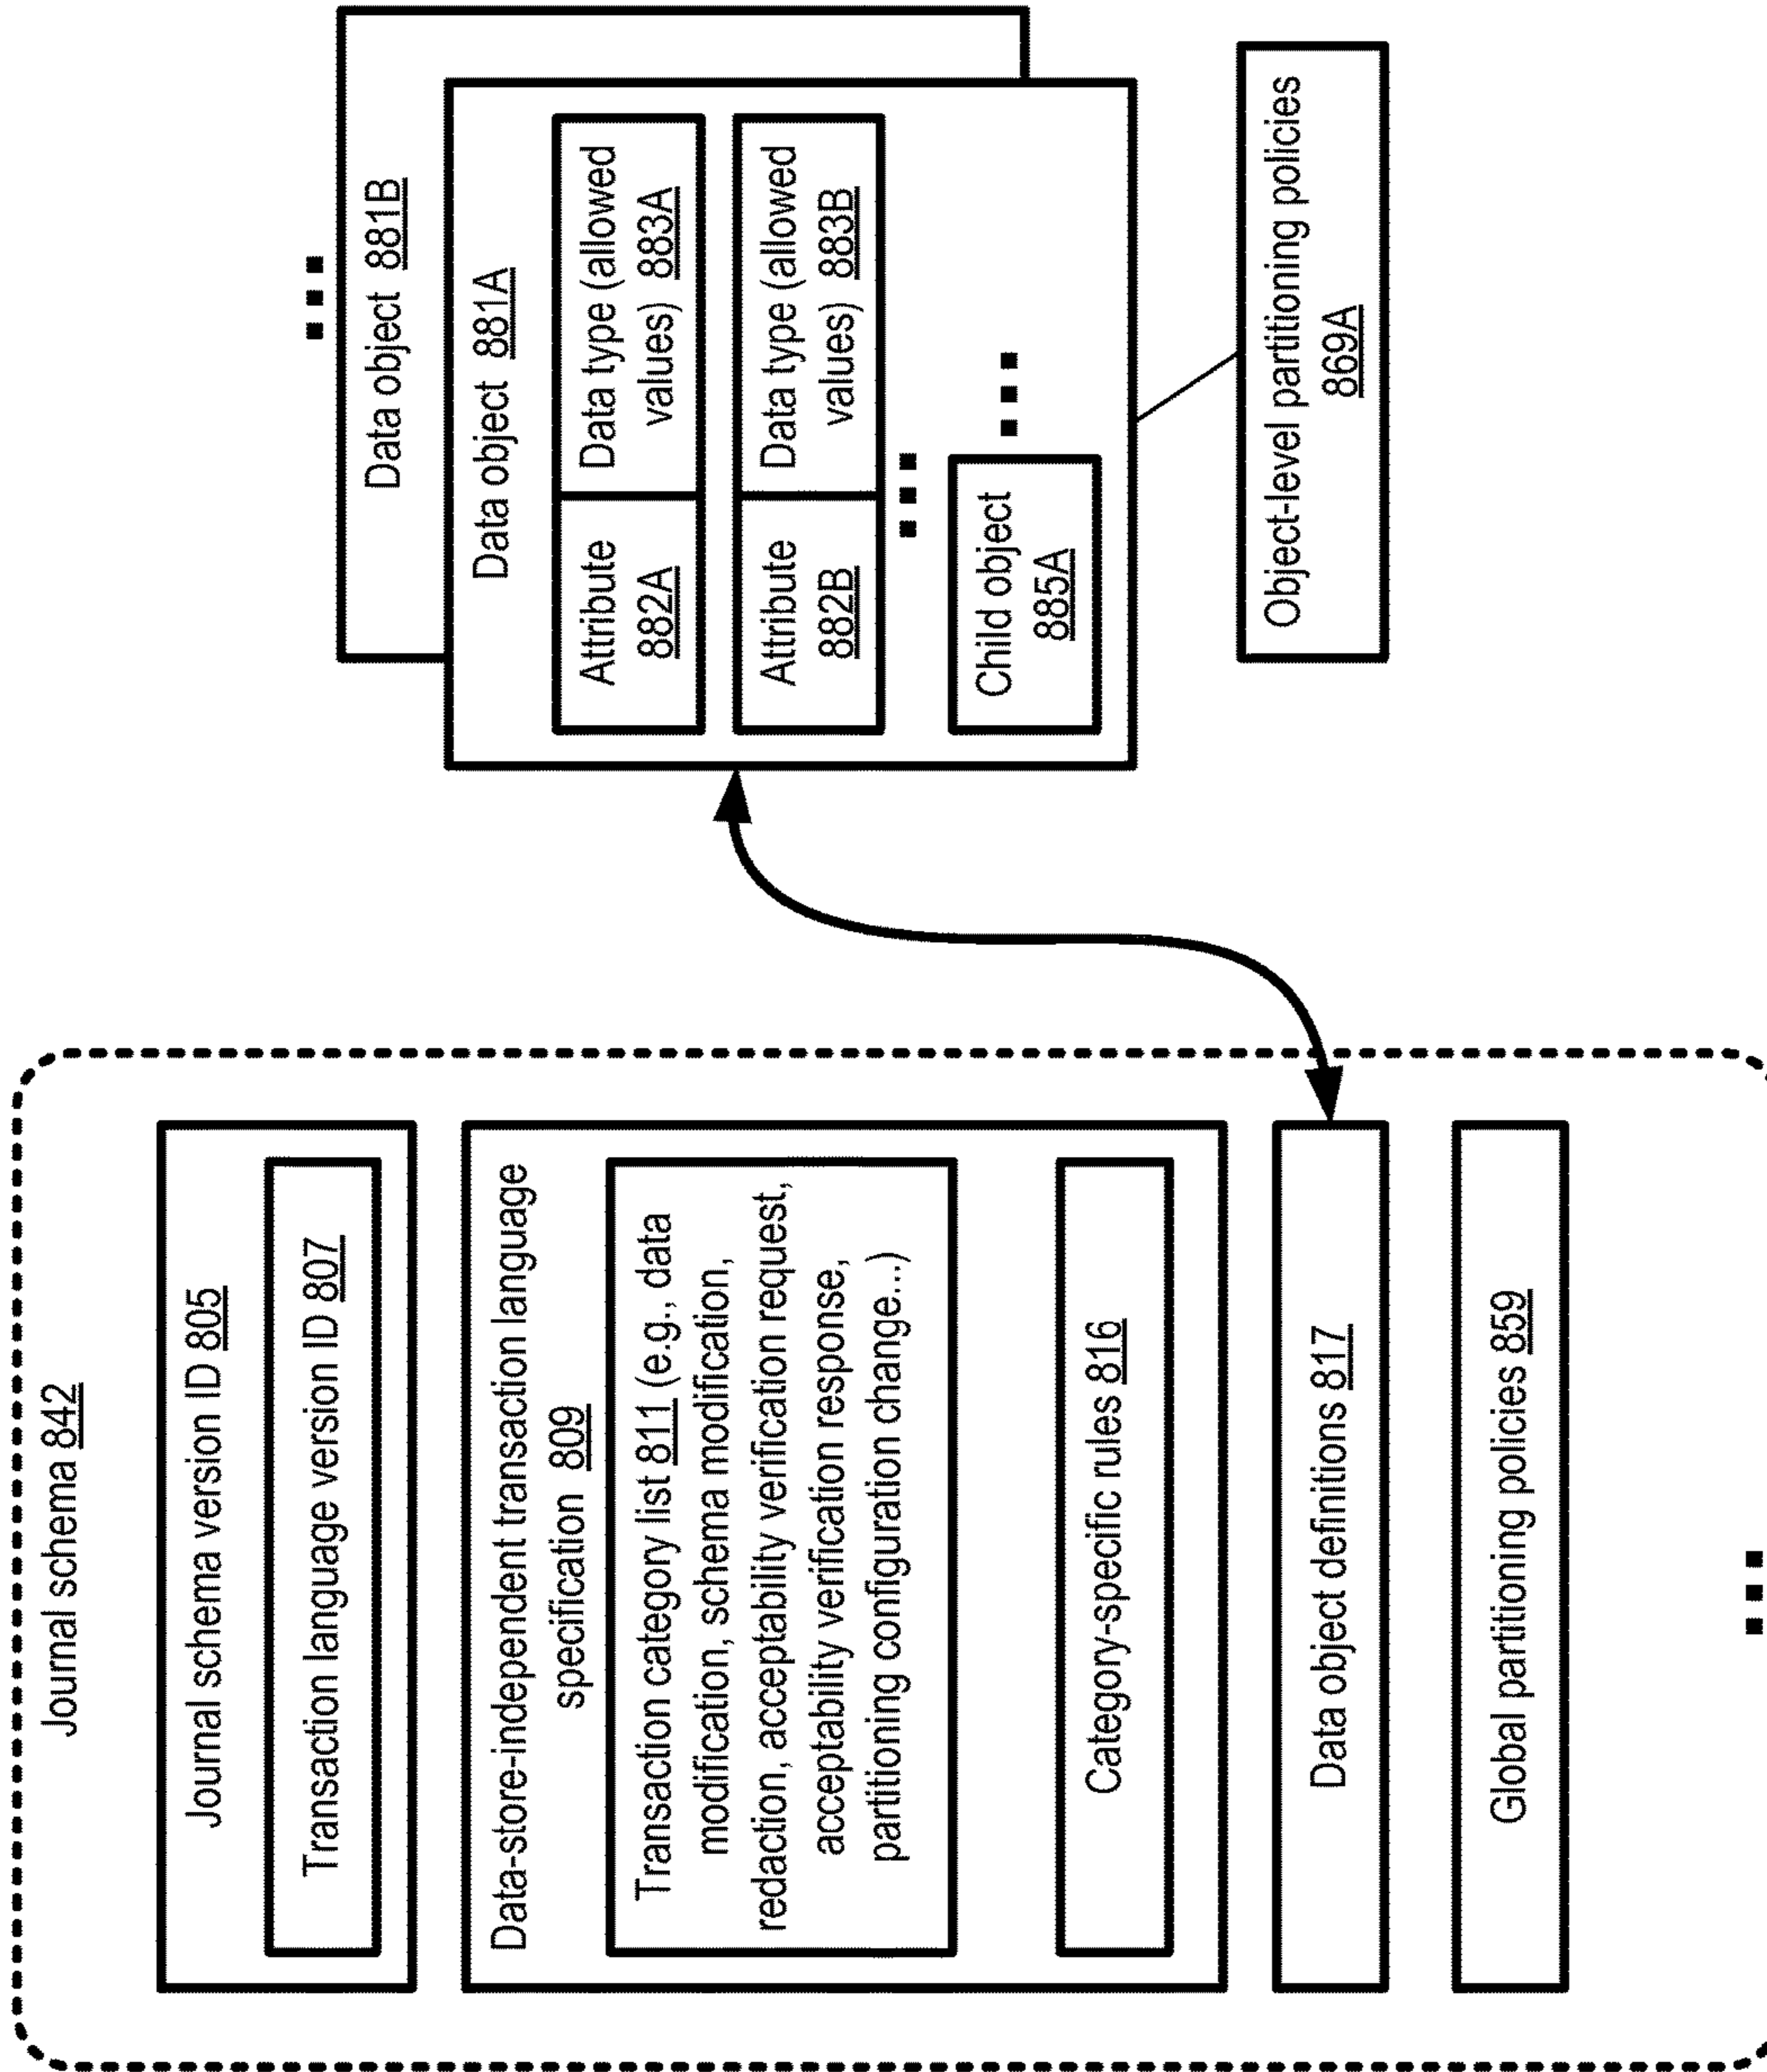 Journal schema 842
Journal schema version ID 805
Transaction language version ID 807
Data-store-independent transaction language
specification 809
Transaction category list 811 (e.g., data
modification, schema modification,
redaction, acceptability verification request,
acceptability verification response,
partitioning configuration change...)
Category-specific rules 816
Data object definitions 817
Global partitioning policies 859
Data object 881B
Data object 881A
Attribute
882A
Data type (allowed
values) 883A
Attribute
882B
Data type (allowed
values) 883B
Child object
885A
Object-level partitioning policies
869A